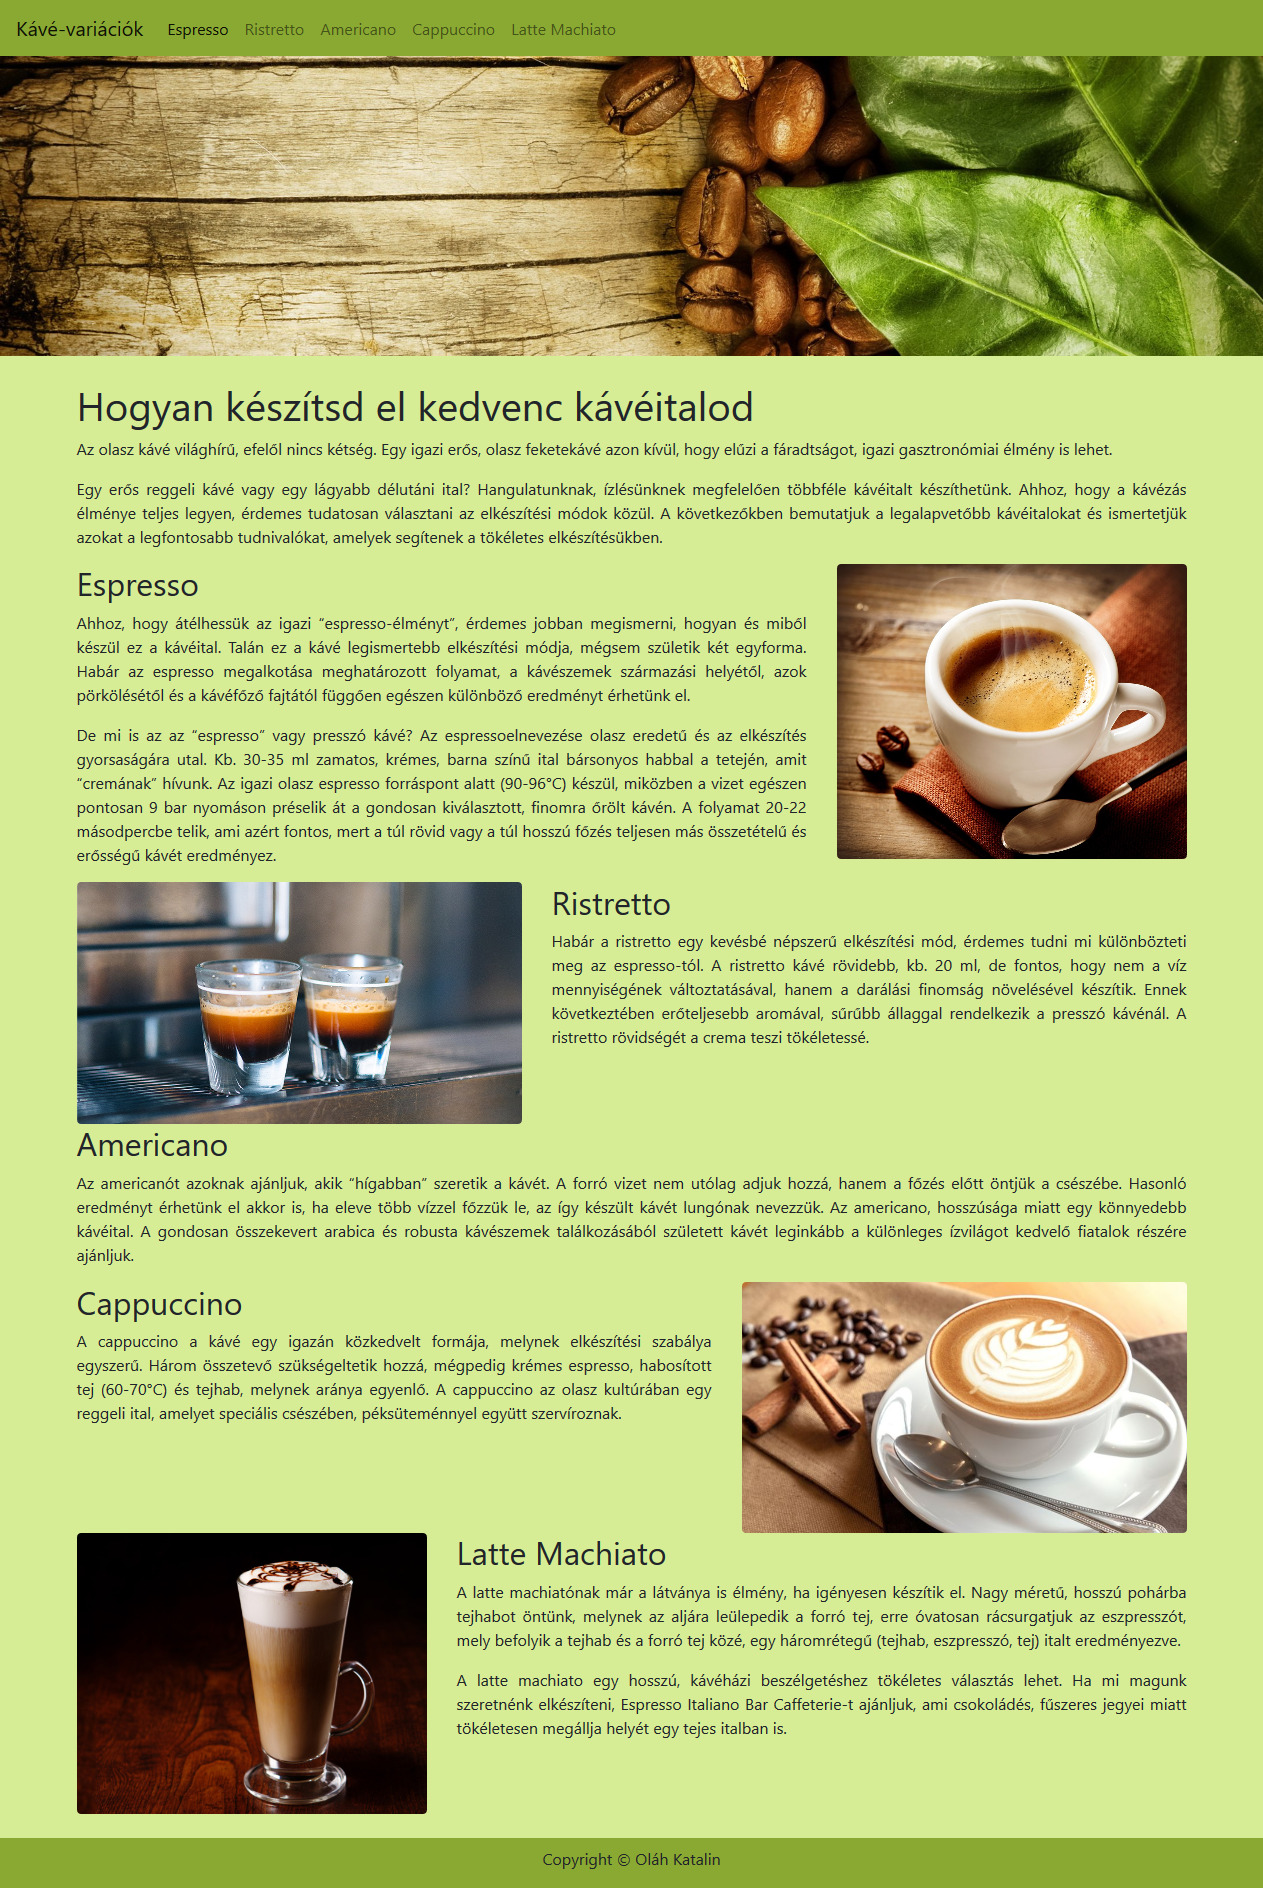 Kávé-variációk Espresso Ristretto Americano Cappuccino Latte Machiato
Hogyan készítsd el kedvenc kávéitalod
Az olasz kávé világhírű, efelől nincs kétség. Egy igazi erős, olasz feketekávé azon kívül, hogy elűzi a fáradtságot, igazi gasztronómiai élmény is lehet.
Egy erős reggeli kávé vagy egy lágyabb délutáni ital? Hangulatunknak, ízlésünknek megfelelően többféle kávéitalt készíthetünk. Ahhoz, hogy a kávézás
élménye teljes legyen, érdemes tudatosan választani az elkészítési módok közül. A következőkben bemutatjuk a legalapvetőbb kávéitalokat és ismertetjük
azokat a legfontosabb tudnivalókat, amelyek segítenek a tökéletes elkészítésükben.
Espresso
Ahhoz, hogy átélhessük az igazi “espresso-élményt”, érdemes jobban megismerni, hogyan és miből
készül ez a kávéital. Talán ez a kávé legismertebb elkészítési módja, mégsem születik két egyforma.
Habár az espresso megalkotása meghatározott folyamat, a kávészemek származási helyétől, azok
pörkölésétől és a kávéfőző fajtától függően egészen különböző eredményt érhetünk el.
De mi is az az “espresso” vagy presszó kávé? Az espressoelnevezése olasz eredetű és az elkészítés
gyorsaságára utal. Kb. 30-35 ml zamatos, krémes, barna színű ital bársonyos habbal a tetején, amit
“cremának” hívunk. Az igazi olasz espresso forráspont alatt (90-96°C) készül, miközben a vizet egészen
pontosan 9 bar nyomáson préselik át a gondosan kiválasztott, finomra őrölt kávén. A folyamat 20-22
másodpercbe telik, ami azért fontos, mert a túl rövid vagy a túl hosszú főzés teljesen más összetételű és
erősségű kávét eredményez.
Ristretto
Habár a ristretto egy kevésbé népszerű elkészítési mód, érdemes tudni mi különbözteti
meg az espresso-tól. A ristretto kávé rövidebb, kb. 20 ml, de fontos, hogy nem a víz
mennyiségének változtatásával, hanem a darálási finomság növelésével készítik. Ennek
következtében erőteljesebb aromával, sűrűbb állaggal rendelkezik a presszó kávénál. A
ristretto rövidségét a crema teszi tökéletessé.
Americano
Az americanót azoknak ajánljuk, akik “hígabban” szeretik a kávét. A forró vizet nem utólag adjuk hozzá, hanem a főzés előtt öntjük a csészébe. Hasonló
eredményt érhetünk el akkor is, ha eleve több vízzel főzzük le, az így készült kávét lungónak nevezzük. Az americano, hosszúsága miatt egy könnyedebb
kávéital. A gondosan összekevert arabica és robusta kávészemek találkozásából született kávét leginkább a különleges ízvilágot kedvelő fiatalok részére
ajánljuk.
Cappuccino
A cappuccino a kávé egy igazán közkedvelt formája, melynek elkészítési szabálya
egyszerű. Három összetevő szükségeltetik hozzá, mégpedig krémes espresso, habosított
tej (60-70°C) és tejhab, melynek aránya egyenlő. A cappuccino az olasz kultúrában egy
reggeli ital, amelyet speciális csészében, péksüteménnyel együtt szervíroznak.
Latte Machiato
A latte machiatónak már a látványa is élmény, ha igényesen készítik el. Nagy méretű, hosszú pohárba
tejhabot öntünk, melynek az aljára leülepedik a forró tej, erre óvatosan rácsurgatjuk az eszpresszót,
mely befolyik a tejhab és a forró tej közé, egy háromrétegű (tejhab, eszpresszó, tej) italt eredményezve.
A latte machiato egy hosszú, kávéházi beszélgetéshez tökéletes választás lehet. Ha mi magunk
szeretnénk elkészíteni, Espresso Italiano Bar Caffeterie-t ajánljuk, ami csokoládés, fűszeres jegyei miatt
tökéletesen megállja helyét egy tejes italban is.
Copyright © Oláh Katalin